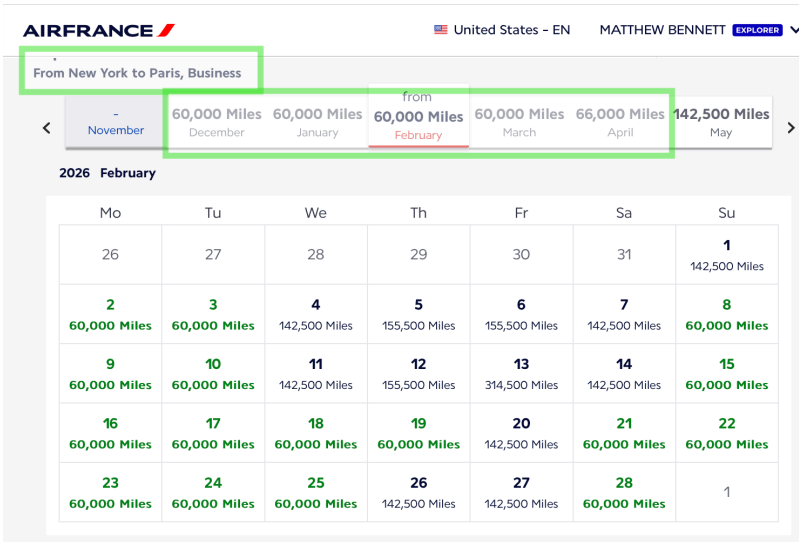 AIRFRANCE
United States - EN
MATTHEW BENNETT EXPLORER
From New York to Paris, Business
-
November
60,000 Miles
December
60,000 Miles
January
from
60,000 Miles
February
60,000 Miles
March
66,000 Miles
April
142,500 Miles
May
2026 February
Mo Tu We Th Fr Sa Su
26 27 28 29 30 31 1
142,500 Miles
2 3 4 5 6 7 8
60,000 Miles 60,000 Miles 142,500 Miles 155,500 Miles 155,500 Miles 142,500 Miles 60,000 Miles
9 10 11 12 13 14 15
60,000 Miles 60,000 Miles 142,500 Miles 155,500 Miles 314,500 Miles 142,500 Miles 60,000 Miles
16 17 18 19 20 21 22
60,000 Miles 60,000 Miles 60,000 Miles 60,000 Miles 142,500 Miles 60,000 Miles 60,000 Miles
23 24 25 26 27 28 1
60,000 Miles 60,000 Miles 60,000 Miles 142,500 Miles 142,500 Miles 60,000 Miles